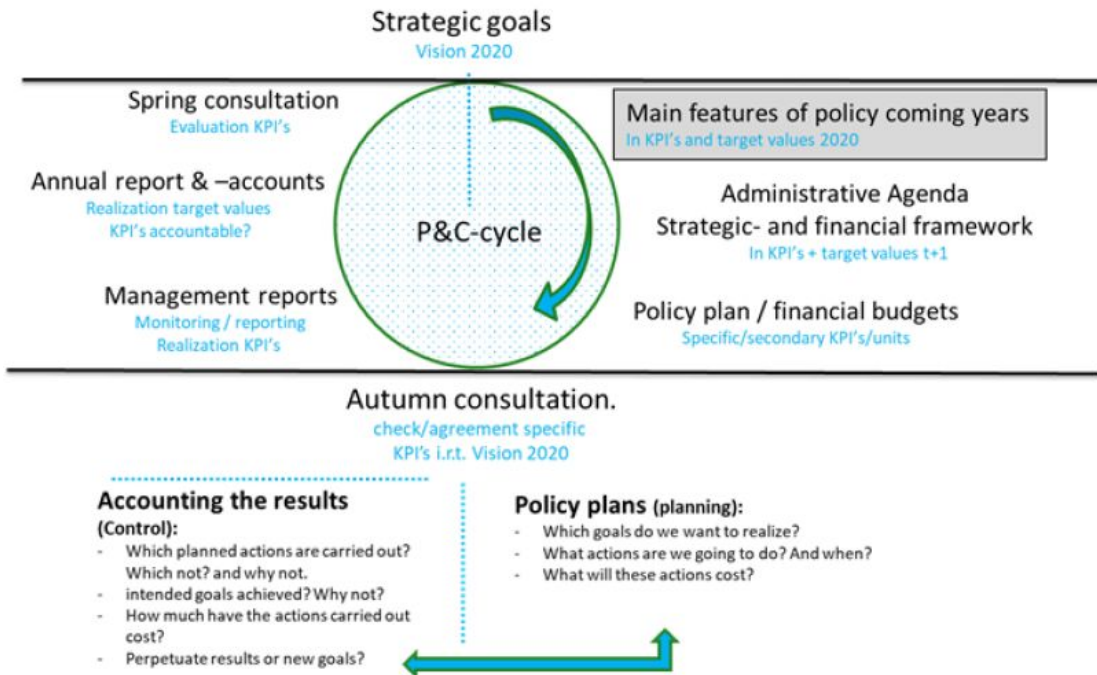 Strategic goals
Vision 2020
Spring consultation
Evaluation KPI's
Annual report & –accounts
Realization target values
KPI's accountable?
Management reports
Monitoring / reporting
Realization KPI's
P&C-cycle
Main features of policy coming years
In KPI's and target values 2020
Administrative Agenda
Strategic- and financial framework
In KPI's + target values t+1
Policy plan / financial budgets
Specific/secondary KPI's/units
Autumn consultation.
check/agreement specific
KPI's i.r.t. Vision 2020
Accounting the results
(Control):
- Which planned actions are carried out?
Which not? and why not.
- intended goals achieved? Why not?
- How much have the actions carried out
cost?
- Perpetuate results or new goals?
Policy plans (planning):
- Which goals do we want to realize?
- What actions are we going to do? And when?
- What will these actions cost?